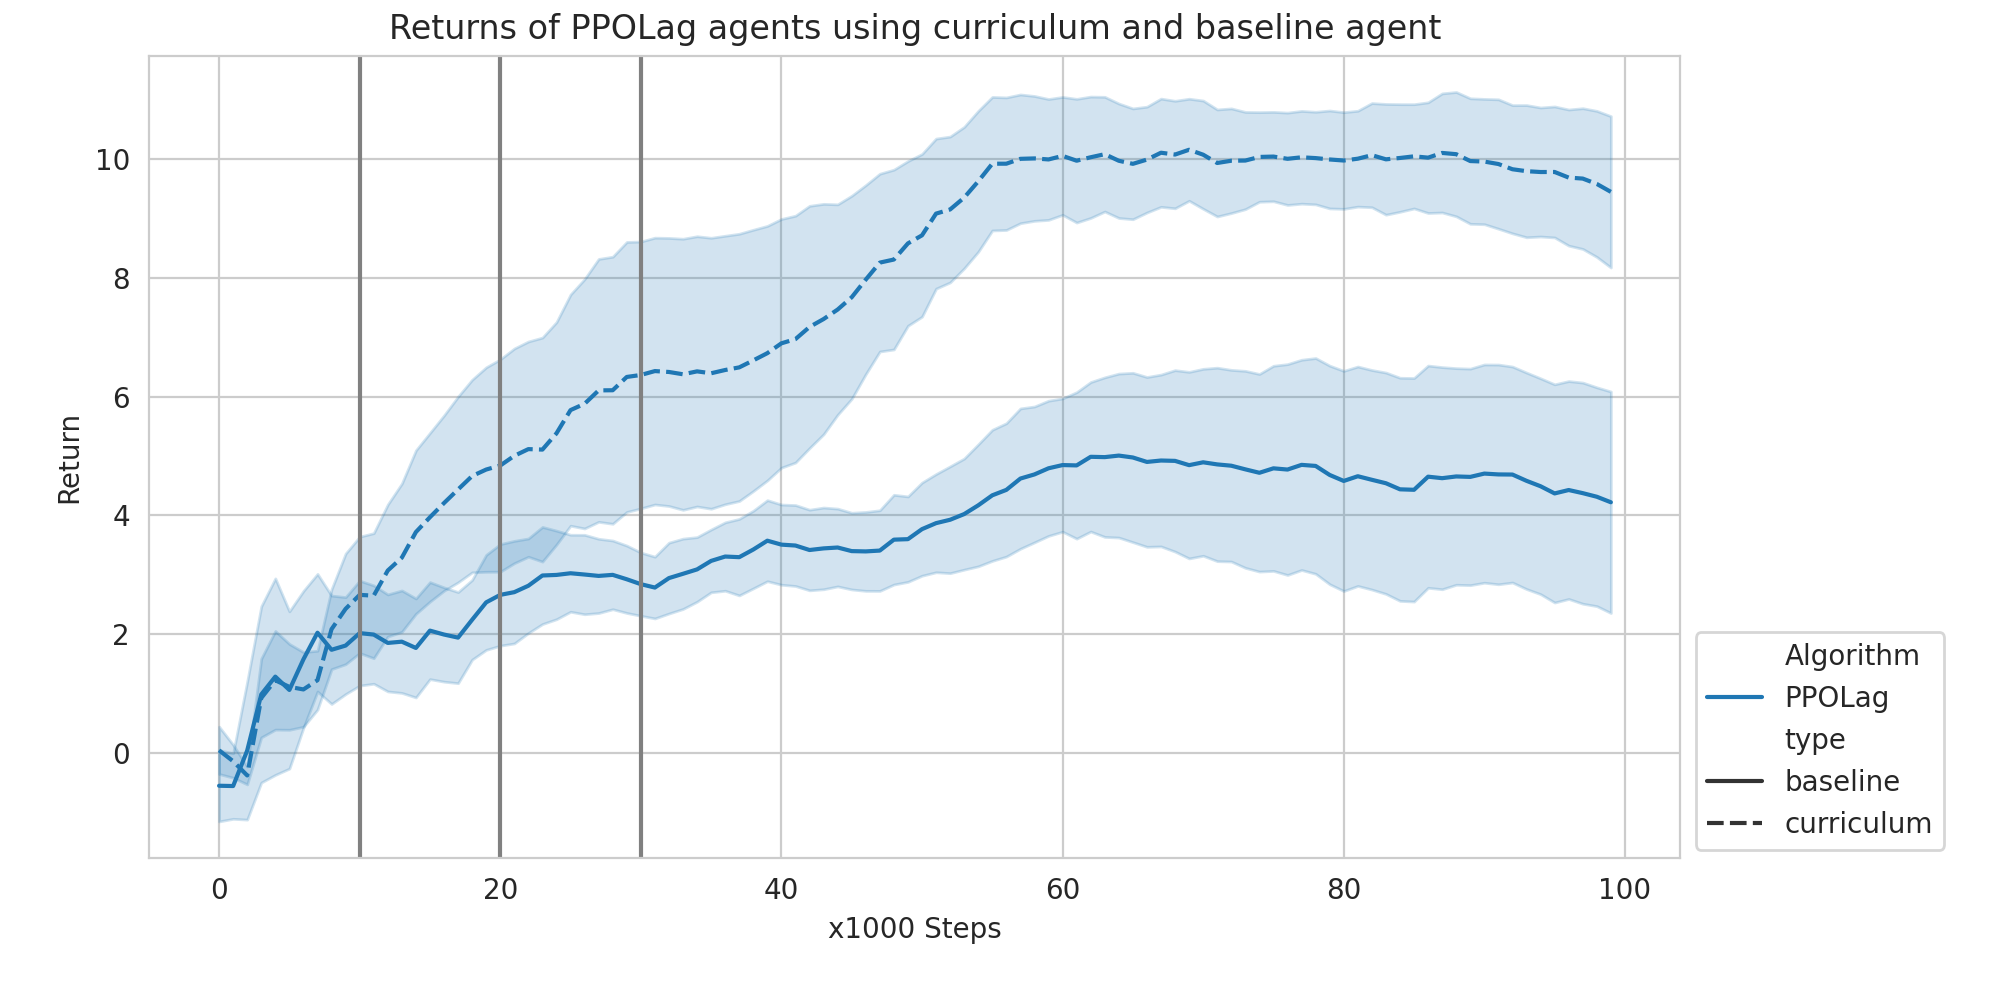 Returns of PPOLag agents using curriculum and baseline agent
10
8
6
4
2
0
Return
0 20 40 60 80 100
x1000 Steps
Algorithm
PPOLag
type
baseline
curriculum